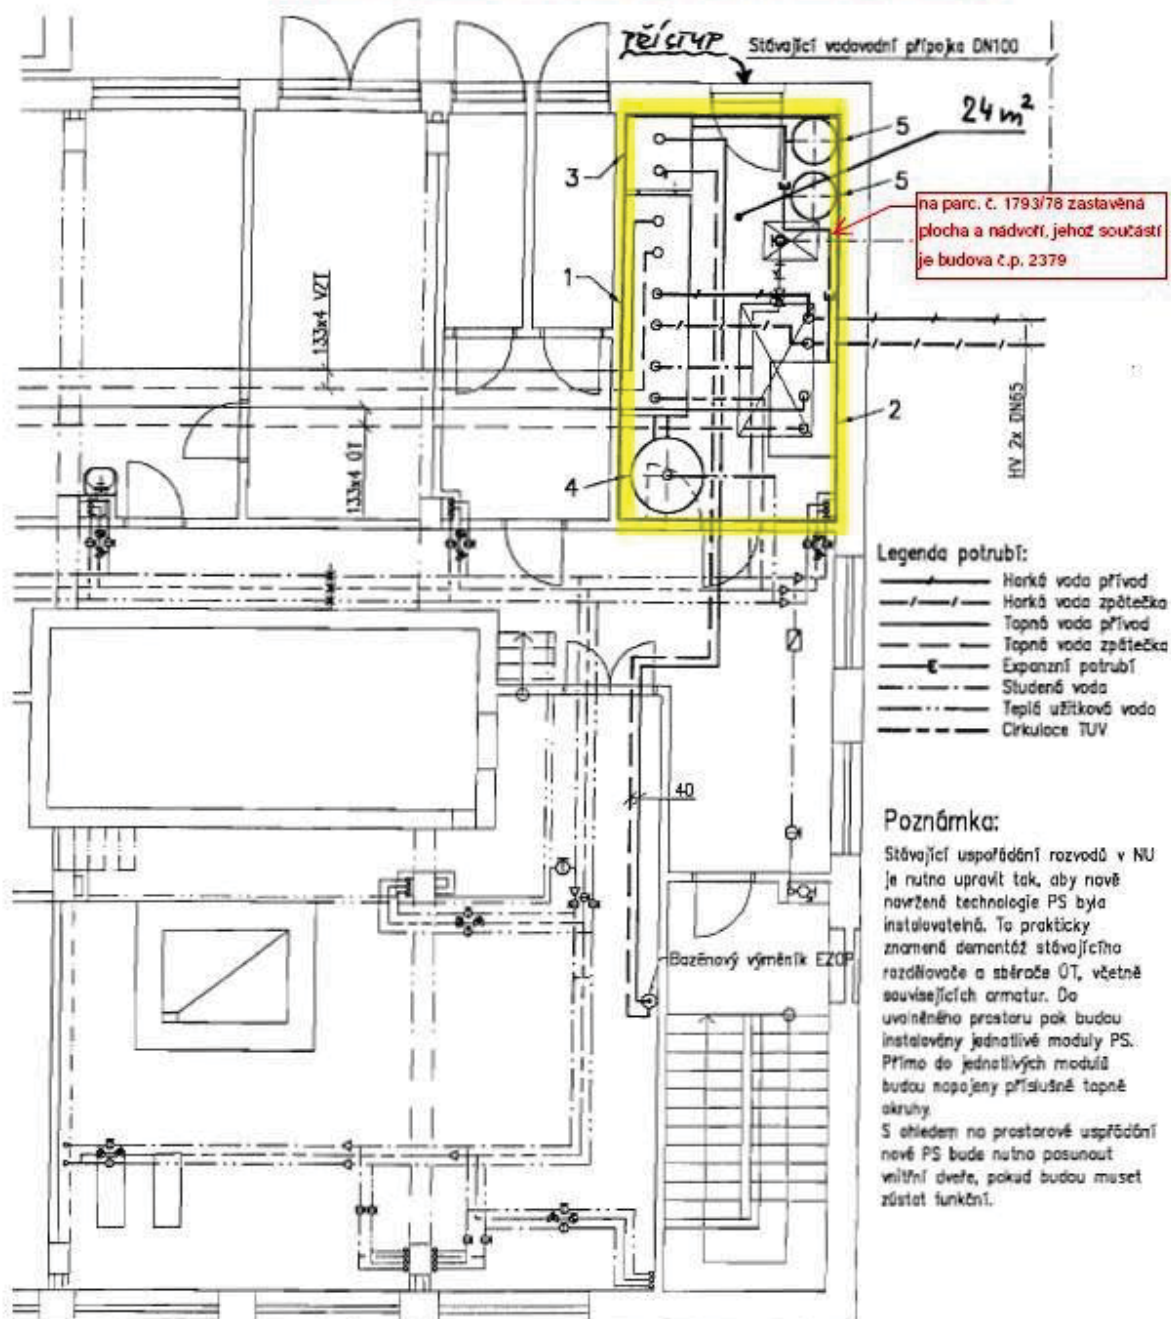 PŘÍSTUP
Stávající vodovodní přípojka DN100
24 m²
5
3
5
na parc. č. 1793/78 zastavěná
plocha a nádvoří, jehož součástí
je budova č.p. 2379
1
133x4 VZT
2
HV 2x DN65
133x4 ÚT
4
Legenda potrubí:
Horká voda přívod
Horká voda zpátečka
Topná voda přívod
Topná voda zpátečka
Expanzní potrubí
Studená voda
Teplá užitková voda
Cirkulace TUV
40
Poznámka:
Stávající uspořádání rozvodů v NU
je nutno upravit tak, aby nově
navržená technologie PS byla
instalovatelná. To prakticky
znamená demontáž stávajícího
rozdělovače a sběrače ÚT, včetně
souvisejících armatur. Do
uvolněného prostoru pak budou
instalovány jednotlivé moduly PS.
Přímo do jednotlivých modulů
budou napojeny příslušné topné
okruhy.
S ohledem na prostorové uspřádání
nové PS bude nutno posunout
vnitřní dveře, pokud budou muset
zůstat funkční.
Bazénový výměník EZOP